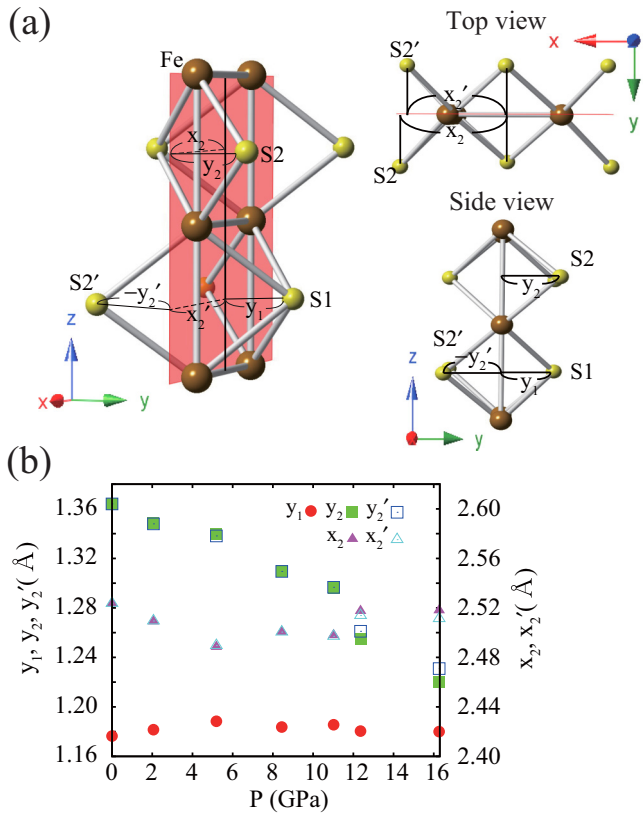 (a)
Fe
x₂
y₂
S2
S2′
−y₂′
x₂′
y₁
S1
z
x
y
Top view
S2′
x
y
x₂′
x₂
S2
Side view
S2
y₂
S2′
−y₂′
S1
y₁
z
y
(b)
y₁ y₂ y₂′
x₂ x₂′
1.36
1.32
1.28
1.24
1.20
1.16
y₁, y₂, y₂′( Å)
2.60
2.56
2.52
2.48
2.44
2.40
x₂, x₂′( Å)
0 2 4 6 8 10 12 14 16
P (GPa)